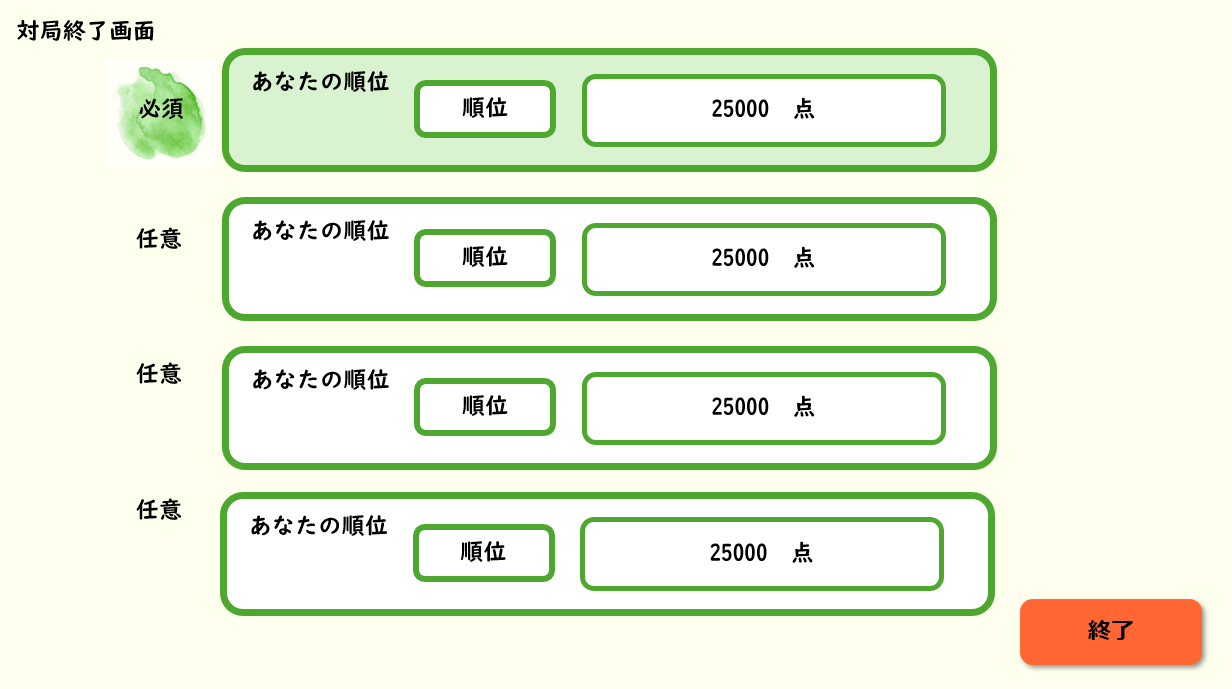 対局終了画面
必須
あなたの順位
順位
25000 点
任意
あなたの順位
順位
25000 点
任意
あなたの順位
順位
25000 点
任意
あなたの順位
順位
25000 点
終了